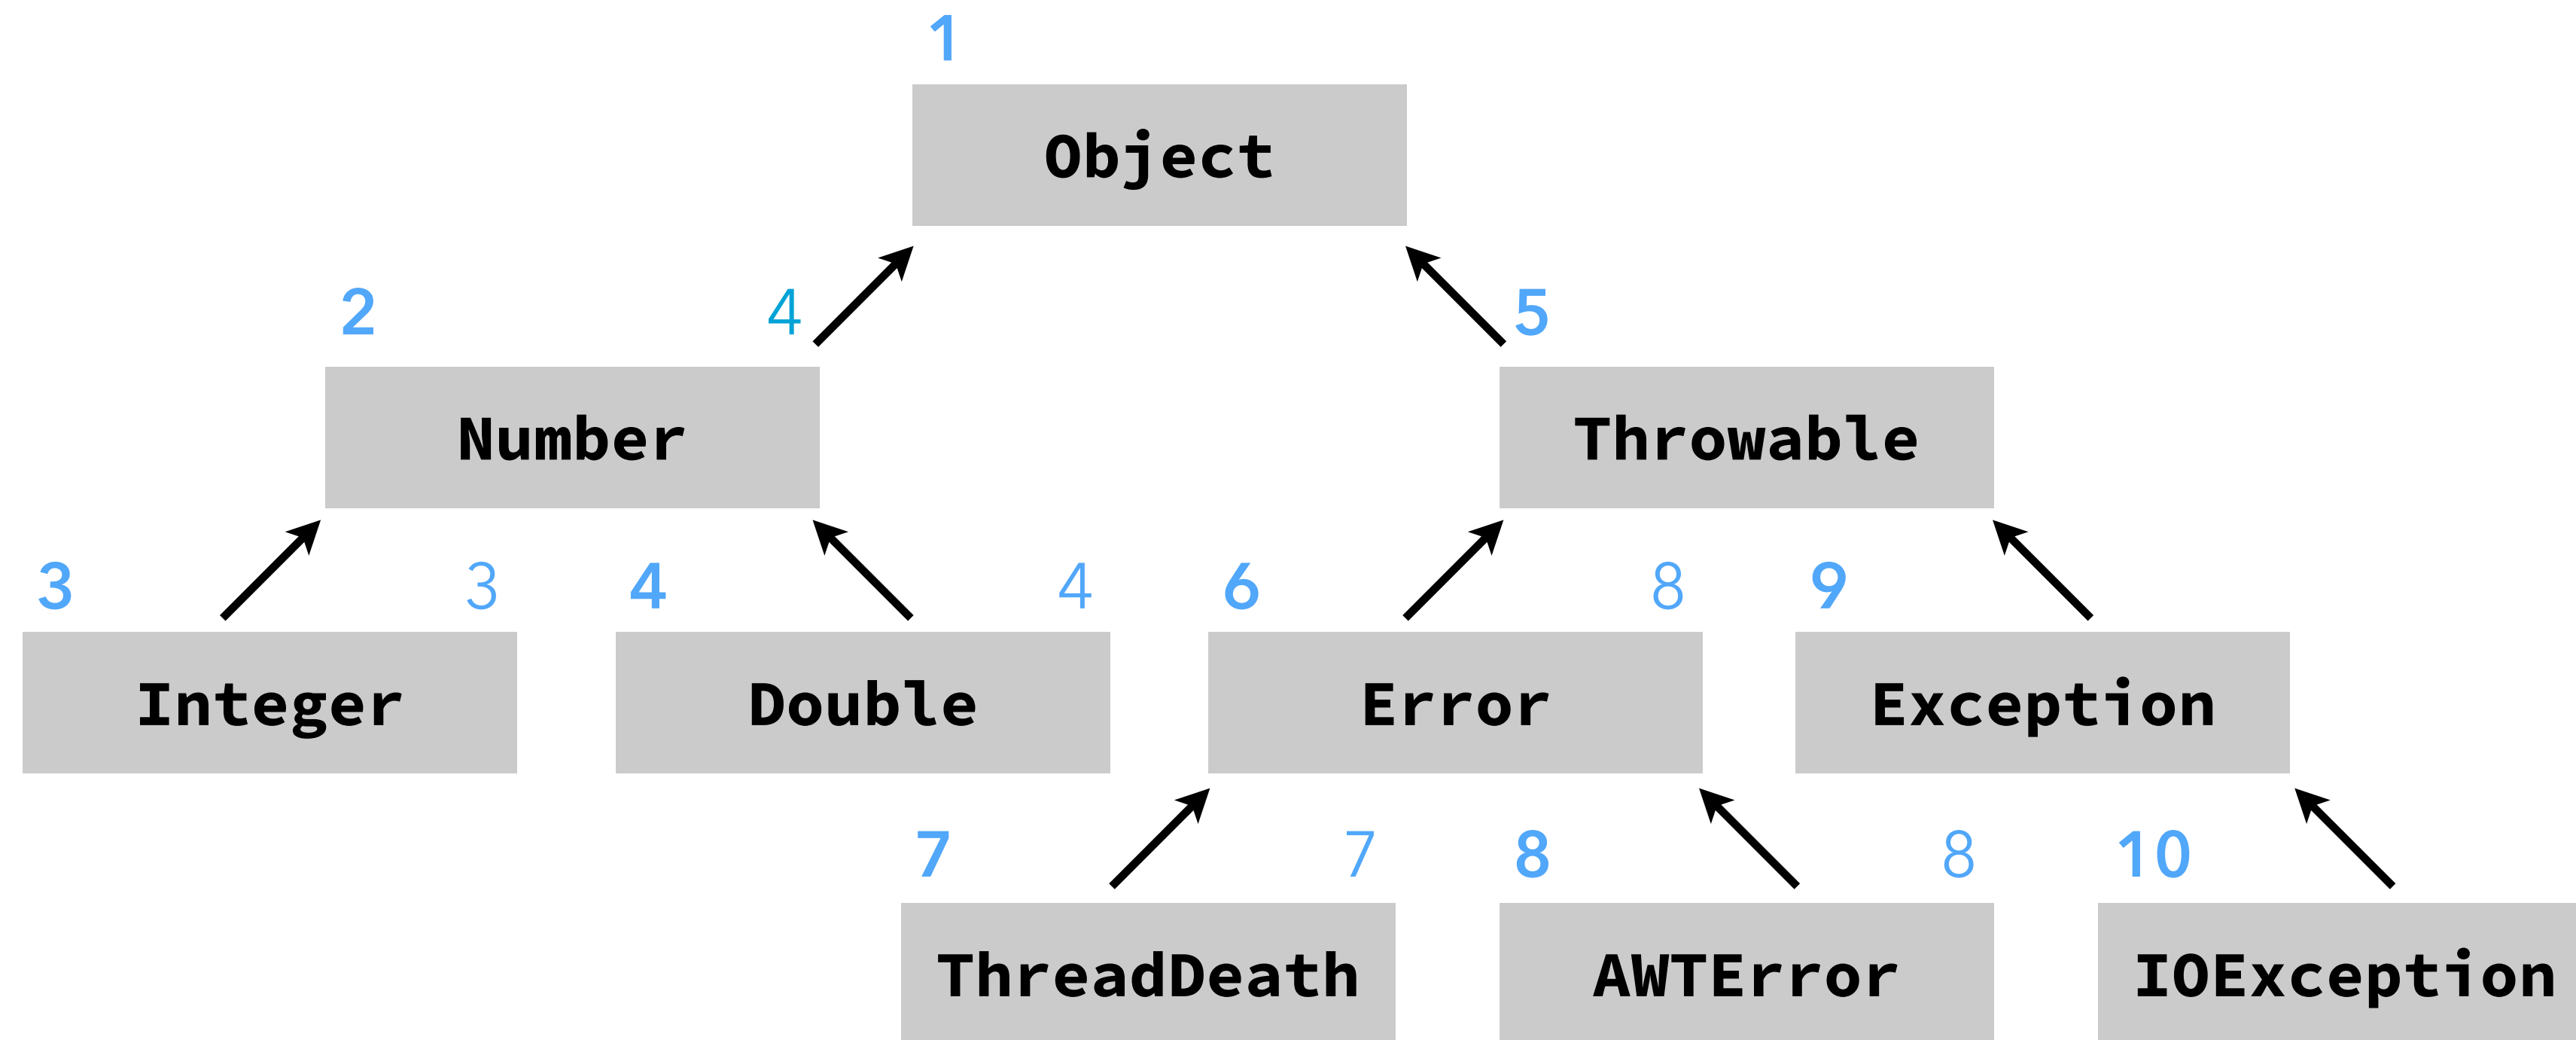 1
Object
2 4 5
Number Throwable
3 3 4 4 6 8 9
Integer Double Error Exception
7 7 8 8 10
ThreadDeath AWTError IOException